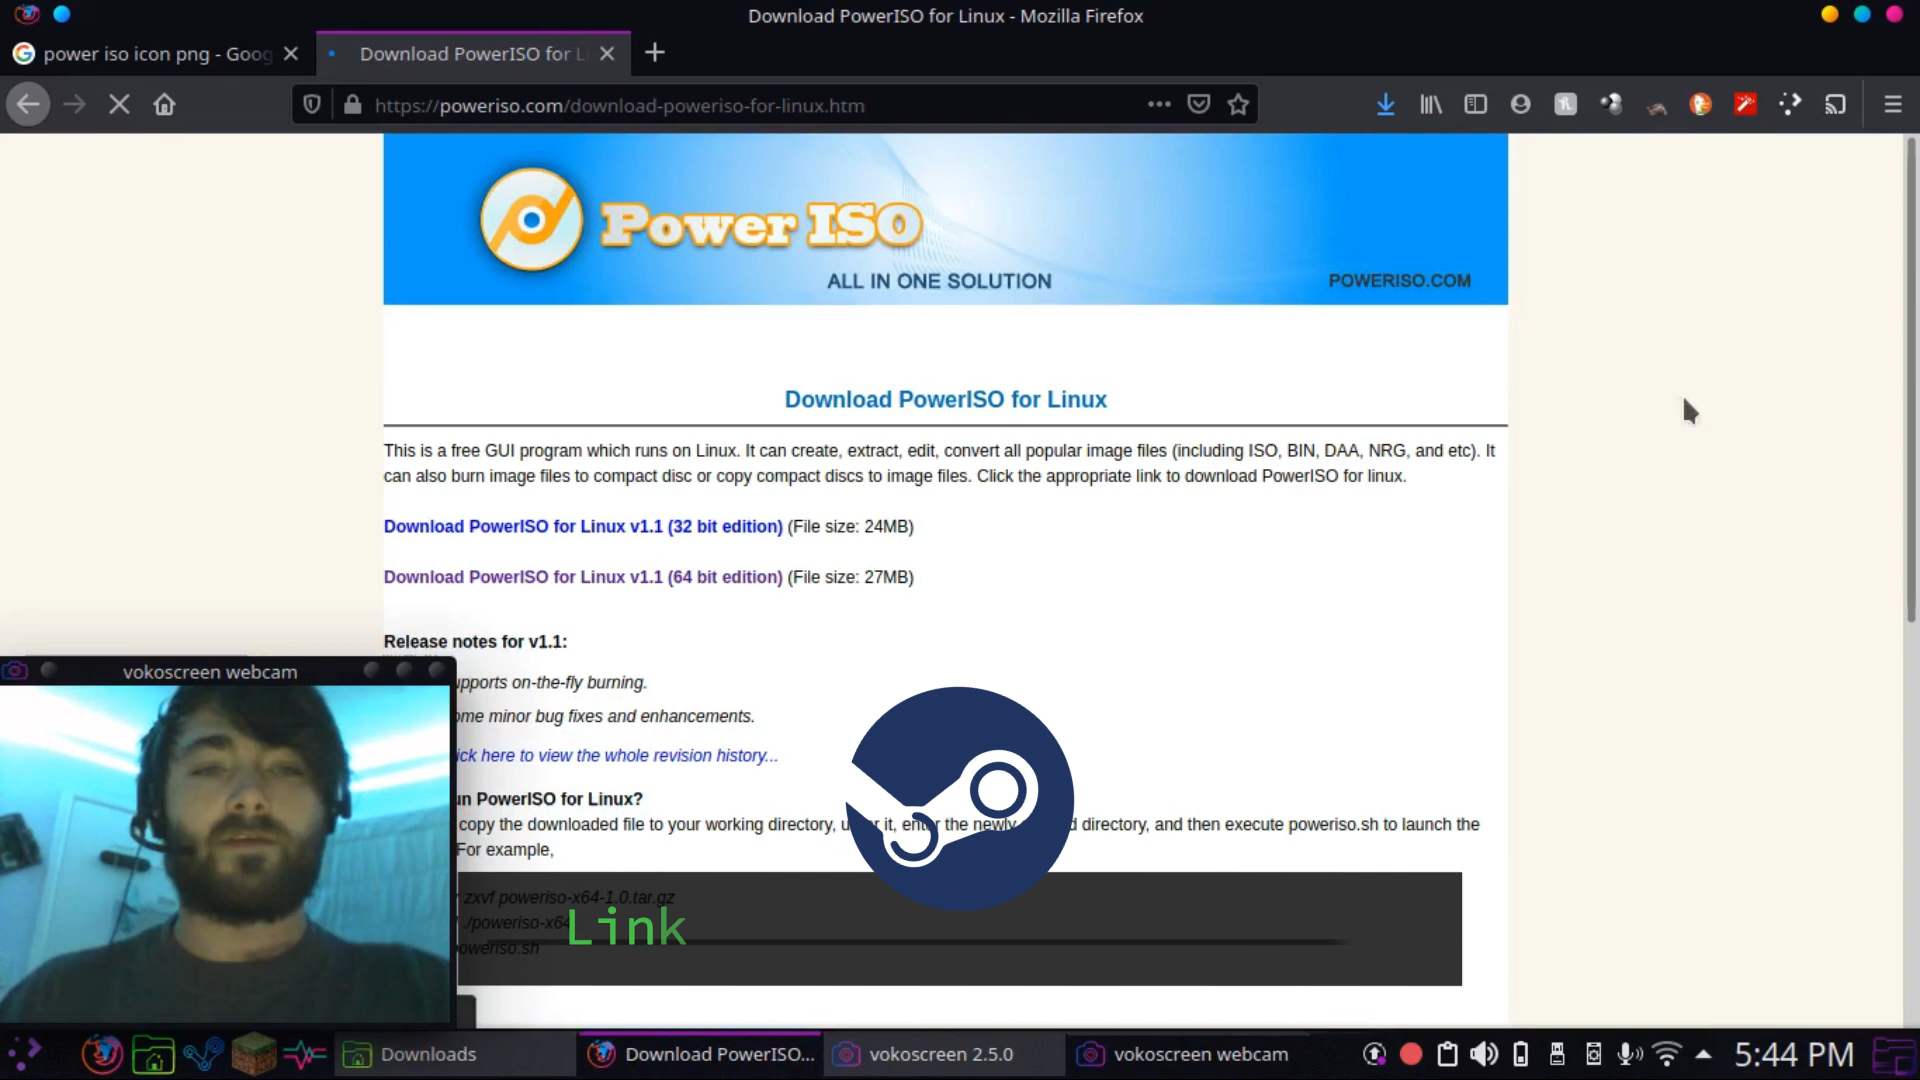 Download PowerISO for Linux - Mozilla Firefox
power iso icon png - Goog
Download PowerISO for Li
https://poweriso.com/download-poweriso-for-linux.htm
Power ISO
ALL IN ONE SOLUTION
POWERISO.COM
Download PowerISO for Linux
This is a free GUI program which runs on Linux. It can create, extract, edit, convert all popular image files (including ISO, BIN, DAA, NRG, and etc). It
can also burn image files to compact disc or copy compact discs to image files. Click the appropriate link to download PowerISO for linux.
Download PowerISO for Linux v1.1 (32 bit edition) (File size: 24MB)
Download PowerISO for Linux v1.1 (64 bit edition) (File size: 27MB)
Release notes for v1.1:
vokoscreen webcam
upports on-the-fly burning.
ome minor bug fixes and enhancements.
ick here to view the whole revision history...
un PowerISO for Linux?
copy the downloaded file to your working directory, it, the newly directory, and then execute poweriso.sh to launch the
For example,
zxvf poweriso-x64-1.0.tar.gz
./poweriso-x64
poweriso.sh
Link
Downloads
Download PowerISO...
vokoscreen 2.5.0
vokoscreen webcam
5:44 PM